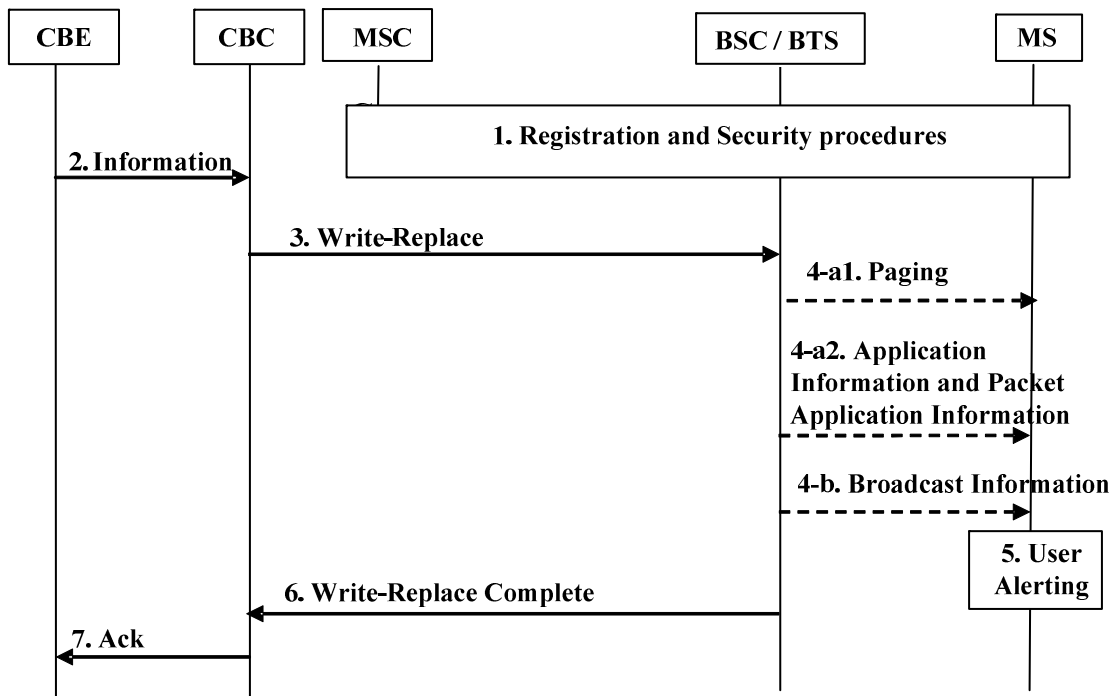 CBE
CBC
MSC
BSC / BTS
MS
1. Registration and Security procedures
2. Information
3. Write-Replace
4-a1. Paging
4-a2. Application
Information and Packet
Application Information
4-b. Broadcast Information
5. User
Alerting
6. Write-Replace Complete
7. Ack